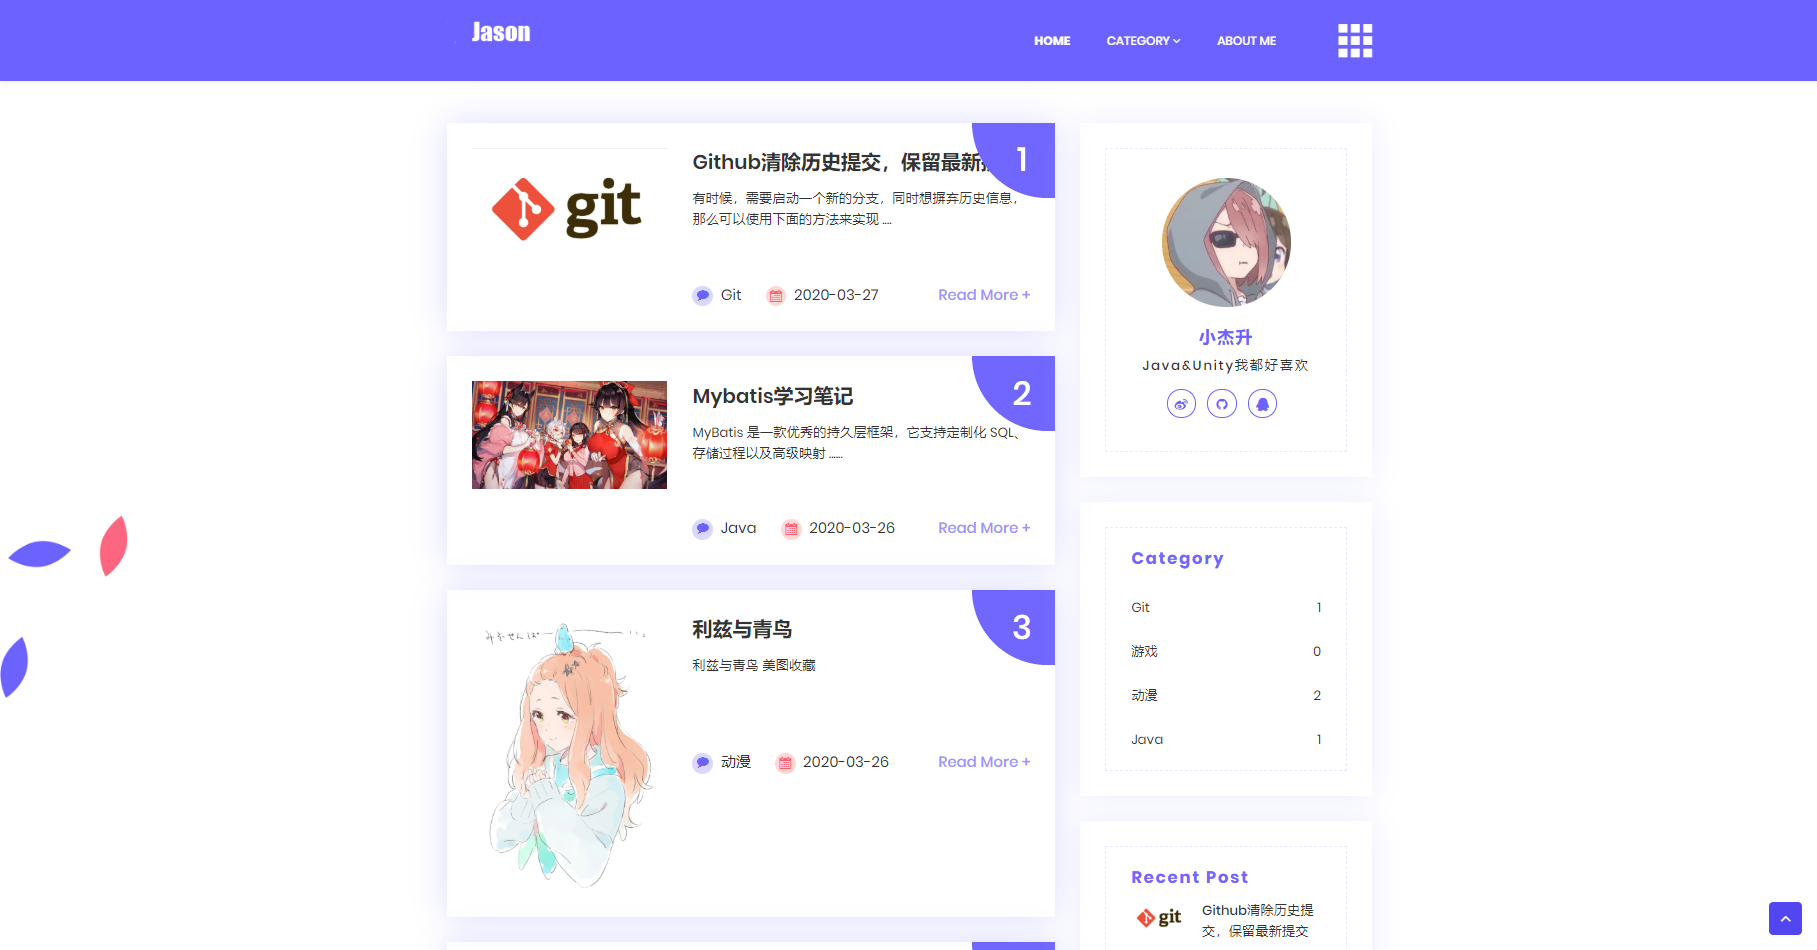 Jason
HOME
CATEGORY
ABOUT ME
Github清除历史提交，保留最新
1
有时候，需要启动一个新的分支，同时想摒弃历史信息，
那么可以使用下面的方法来实现 ....
Git
2020-03-27
Read More +
Mybatis学习笔记
2
MyBatis 是一款优秀的持久层框架，它支持定制化 SQL、
存储过程以及高级映射 ......
Java
2020-03-26
Read More +
利兹与青鸟
3
利兹与青鸟 美图收藏
动漫
2020-03-26
Read More +
小杰升
Java&Unity我都好喜欢
Category
Git 1
游戏 0
动漫 2
Java 1
Recent Post
git
Github清除历史提
交，保留最新提交
git